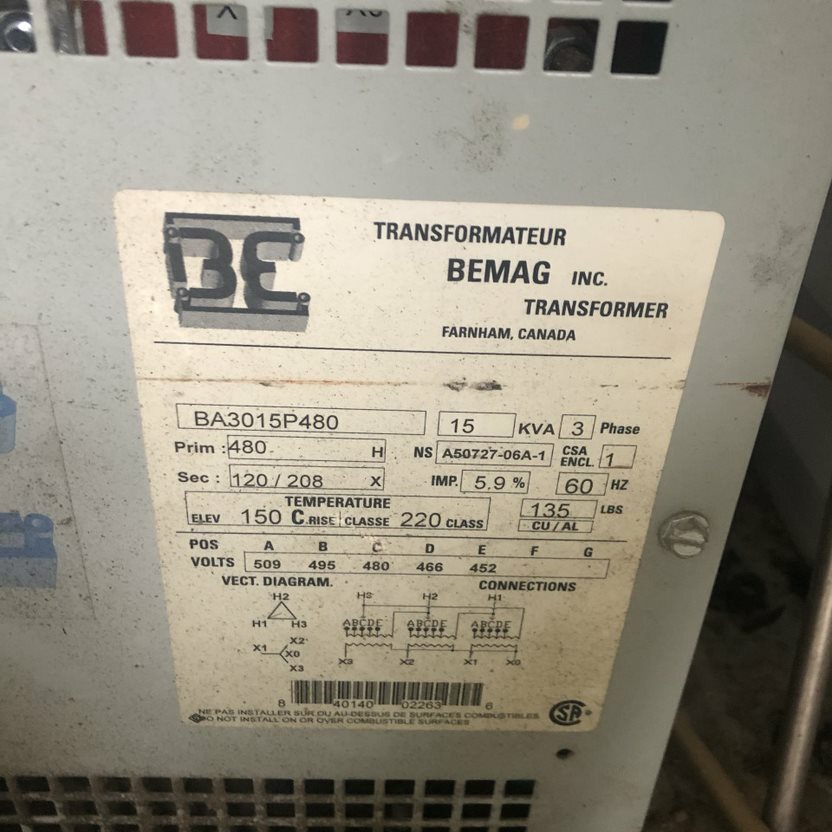 X X0
BE
TRANSFORMATEUR
BEMAG INC.
TRANSFORMER
FARNHAM, CANADA
BA3015P480 15 KVA 3 Phase
Prim : 480 H NS A50727-06A-1 CSA ENCL. 1
Sec : 120 / 208 X IMP. 5.9 % 60 HZ
TEMPERATURE 135 LBS
ELEV 150 C.RISE CLASSE 220 CLASS CU / AL
POS A B C D E F G
VOLTS 509 495 480 466 452
VECT. DIAGRAM. CONNECTIONS
H2 H3 H2 H1
H1 H3 ABCDE ABCDE ABCDE
X2
X1 X0
X3 X3 X2 X1 X0
8 40140 02263 6
NE PAS INSTALLER SUR OU AU-DESSUS DE SURFACES COMBUSTIBLES
DO NOT INSTALL ON OR OVER COMBUSTIBLE SURFACES
SA